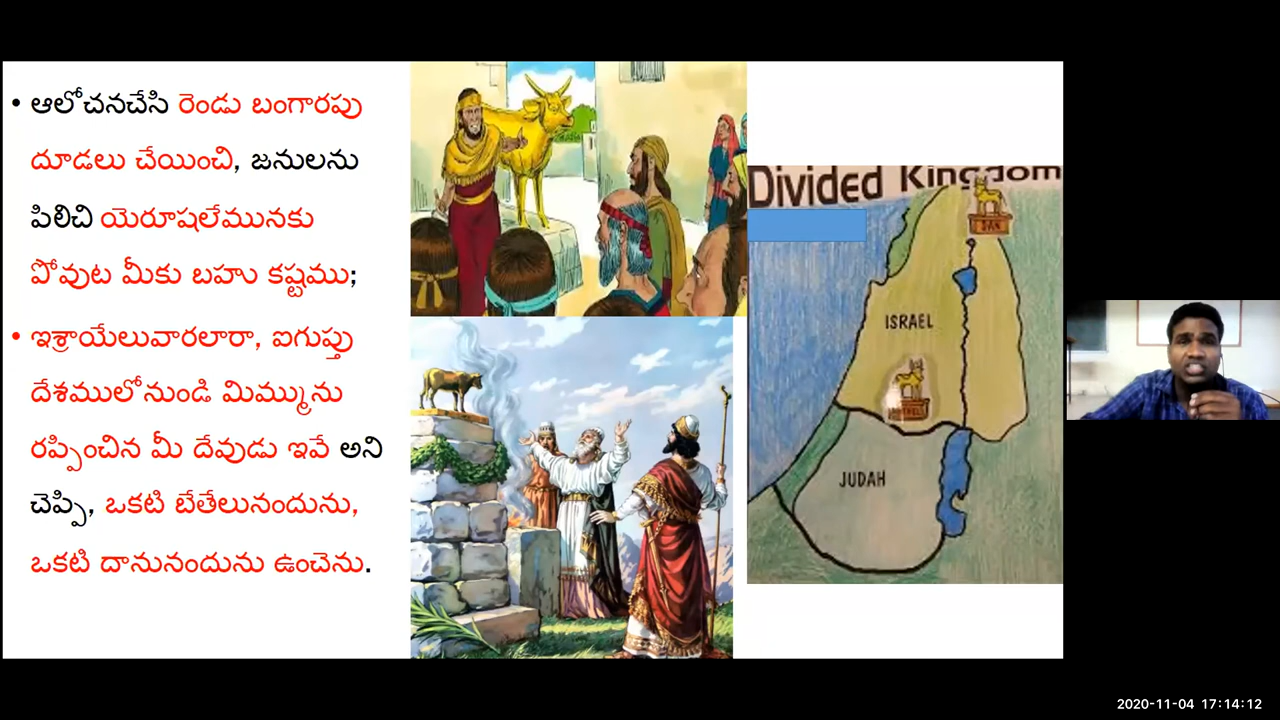 • ఆలోచనచేసి రెండు బంగారపు
దూడలు చేయించి, జనులను
పిలిచి యెరూషలేమునకు
పోవుట మీకు బహు కష్టము;
• ఇశ్రాయేలువారలారా, ఐగుప్తు
దేశములోనుండి మిమ్మును
రప్పించిన మీ దేవుడు ఇవే అని
చెప్పి, ఒకటి బేతేలునందును,
ఒకటి దానునందును ఉంచెను.
Divided Kingdom
DAN
ISRAEL
JUDAH
2020-11-04 17:14:12